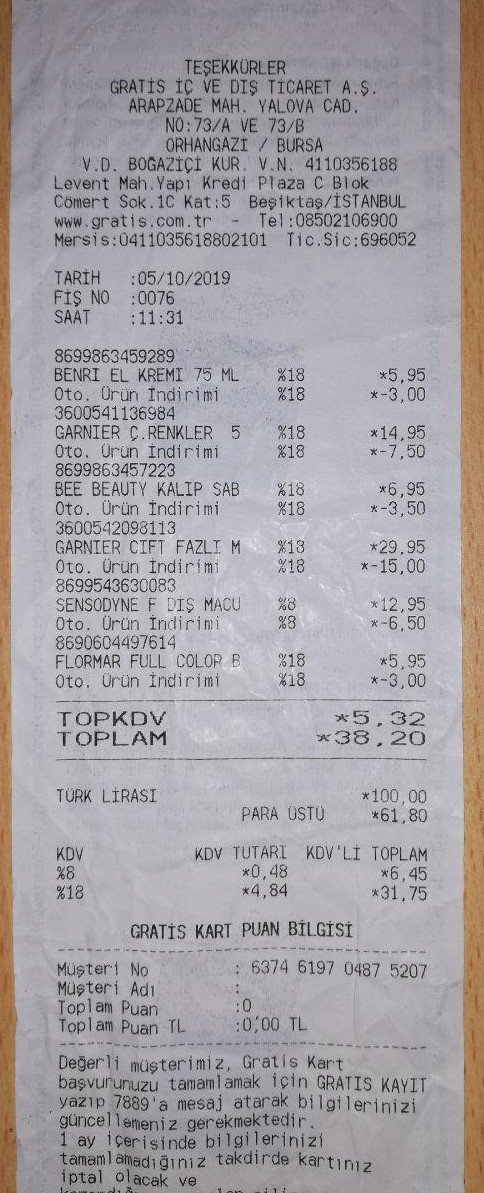 TEŞEKKÜRLER
GRATİS İÇ VE DIŞ TİCARET A.Ş.
ARAPZADE MAH. YALOVA CAD.
NO:73/A VE 73/B
ORHANGAZİ / BURSA
V.D. BOĞAZİÇİ KUR. V.N. 4110356188
Levent Mah.Yapı Kredi Plaza C Blok
Cömert Sok.1C Kat:5 Beşiktaş/İSTANBUL
www.gratis.com.tr - Tel:08502106900
Mersis:0411035618802101 Tic.Sic:696052
TARİH :05/10/2019
FİŞ NO :0076
SAAT :11:31
8699863459289
BENRI EL KREMI 75 ML %18 *5,95
Oto. Ürün İndirimi %18 *-3,00
3600541136984
GARNIER Ç.RENKLER 5 %18 *14,95
Oto. Ürün İndirimi %18 *-7,50
8699863457223
BEE BEAUTY KALIP SAB %18 *6,95
Oto. Ürün İndirimi %18 *-3,50
3600542098113
GARNIER CIFT FAZLI M %18 *29,95
Oto. Ürün İndirimi %18 *-15,00
8699543630083
SENSODYNE F DIŞ MACU %8 *12,95
Oto. Ürün İndirimi %8 *-6,50
8690604497614
FLORMAR FULL COLOR B %18 *5,95
Oto. Ürün İndirimi %18 *-3,00
TOPKDV *5,32
TOPLAM *38,20
TÜRK LİRASI *100,00
PARA ÜSTÜ *61,80
KDV KDV TUTARI KDV'Lİ TOPLAM
%8 *0,48 *6,45
%18 *4,84 *31,75
GRATİS KART PUAN BİLGİSİ
Müşteri No : 6374 6197 0487 5207
Müşteri Adı :
Toplam Puan :0
Toplam Puan TL :0,00 TL
Değerli müşterimiz, Gratis Kart
başvurunuzu tamamlamak için GRATIS KAYIT
yazıp 7889'a mesaj atarak bilgilerinizi
güncellemeniz gerekmektedir.
1 ay içerisinde bilgilerinizi
tamamlamadığınız takdirde kartınız
iptal olacak ve